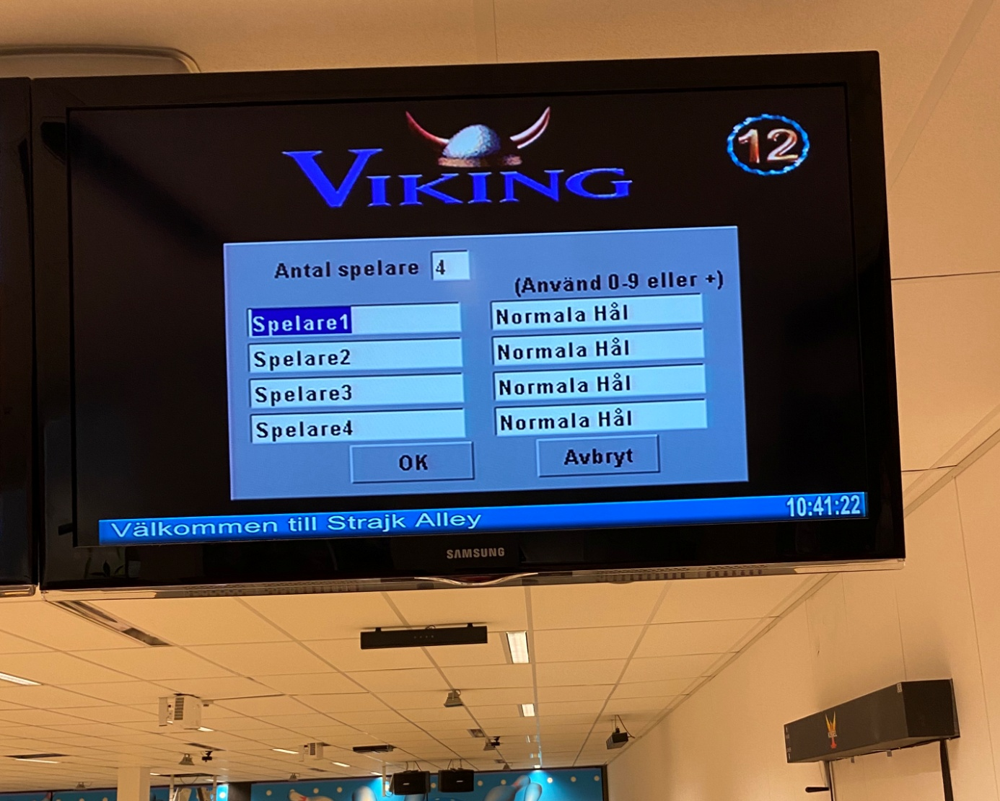 VIKING
12
Antal spelare 4
(Använd 0-9 eller +)
Spelare1 Normala Hål
Spelare2 Normala Hål
Spelare3 Normala Hål
Spelare4 Normala Hål
OK Avbryt
Välkommen till Strajk Alley 10:41:22
SAMSUNG